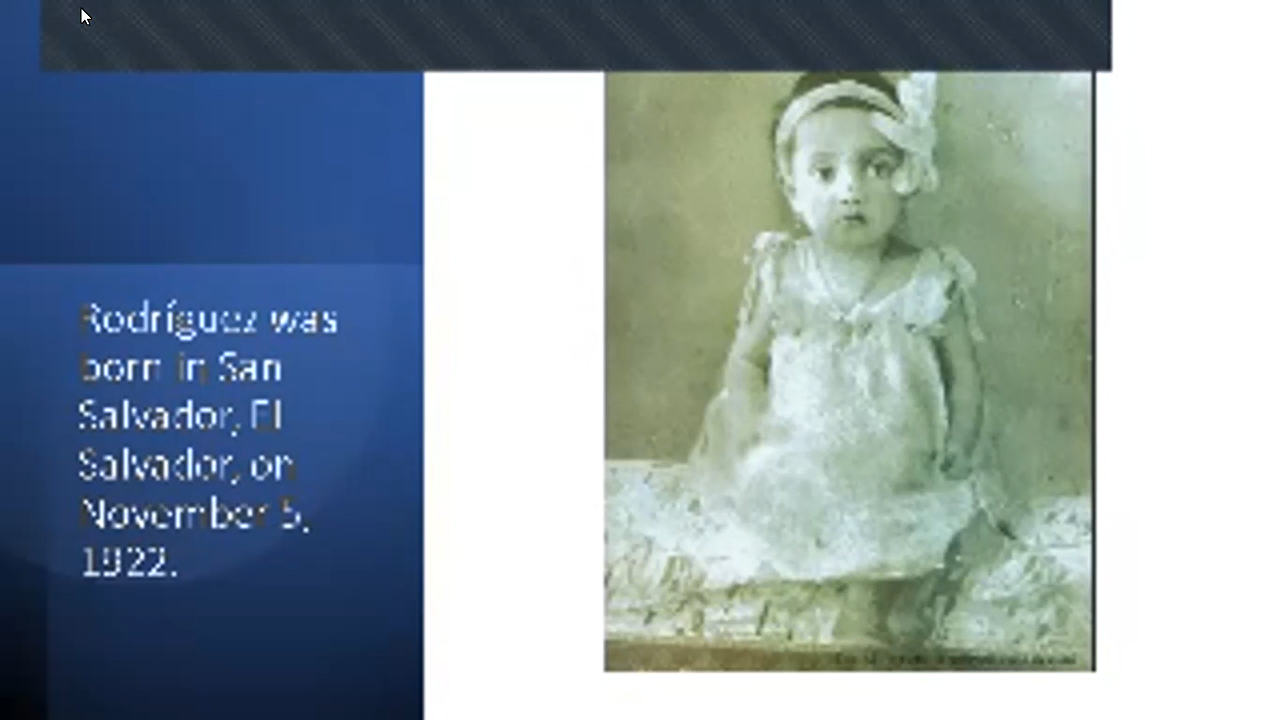 Rodríguez was
born in San
Salvador, El
Salvador, on
November 5,
1922.